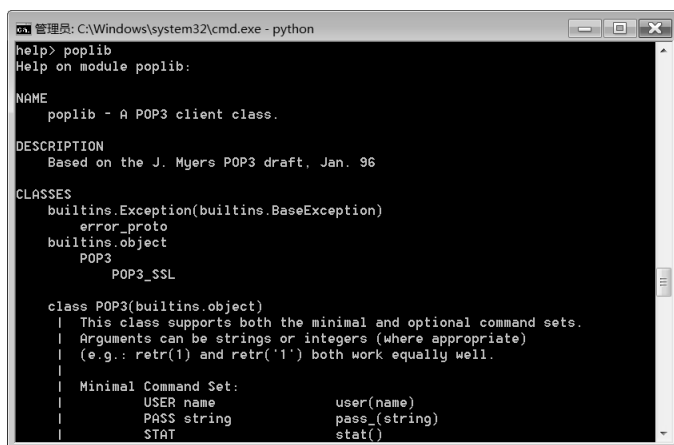 管理员: C:\Windows\system32\cmd.exe - python
help> poplib
Help on module poplib:
NAME
    poplib - A POP3 client class.
DESCRIPTION
    Based on the J. Myers POP3 draft, Jan. 96
CLASSES
    builtins.Exception(builtins.BaseException)
        error_proto
    builtins.object
        POP3
            POP3_SSL
    class POP3(builtins.object)
     |  This class supports both the minimal and optional command sets.
     |  Arguments can be strings or integers (where appropriate)
     |  (e.g.: retr(1) and retr('1') both work equally well.
     |
     |  Minimal Command Set:
     |          USER name               user(name)
     |          PASS string             pass_(string)
     |          STAT                    stat()